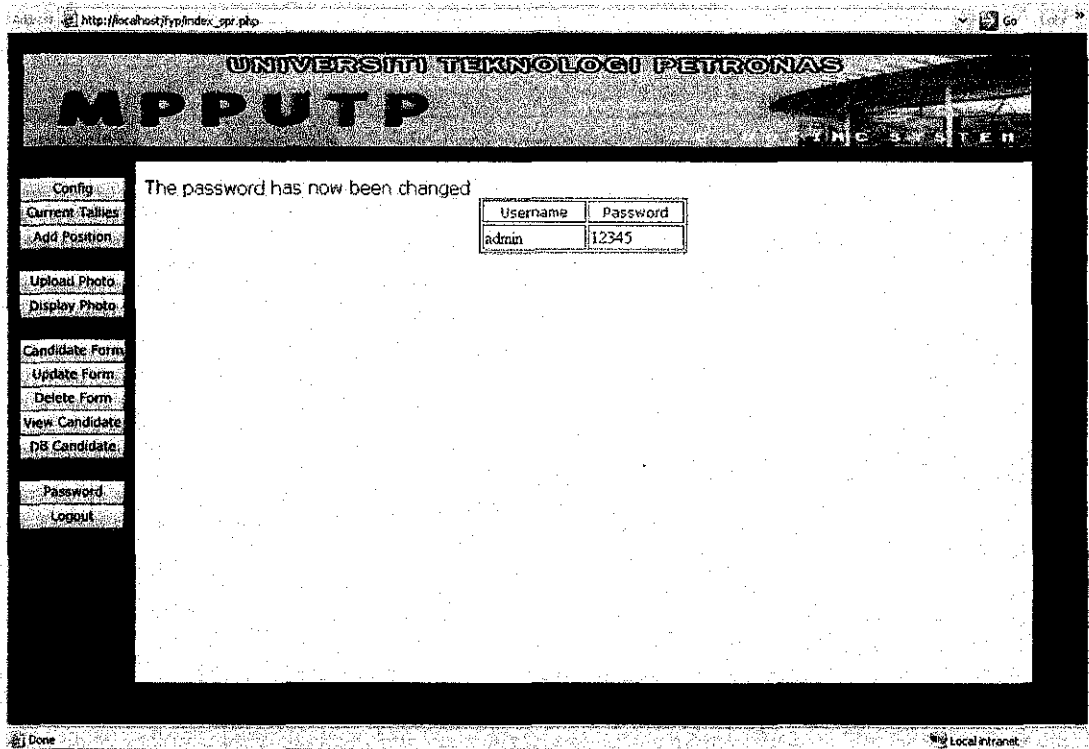 http://localhost/fyp/index_spr.php
Go
UNIVERSITI TEKNOLOGI PETRONAS
MPPUTP
SYSTEM
Config
Current Tallies
Add Position
Upload Photo
Display Photo
Candidate Form
Update Form
Delete Form
View Candidate
DB Candidate
Password
Logout
The password has now been changed
Username Password
admin 12345
Done
Local intranet